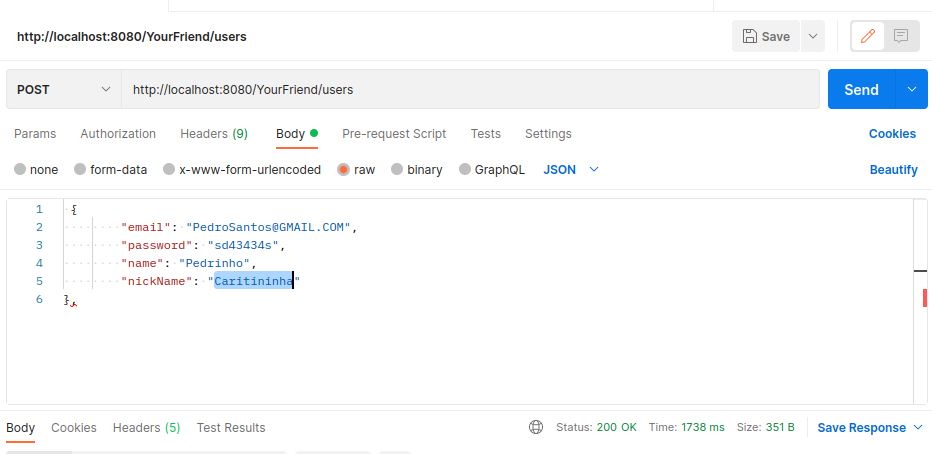 http://localhost:8080/YourFriend/users Save
POST http://localhost:8080/YourFriend/users Send
Params Authorization Headers (9) Body Pre-request Script Tests Settings Cookies
none form-data x-www-form-urlencoded raw binary GraphQL JSON Beautify
1 {
2 "email": "PedroSantos@GMAIL.COM",
3 "password": "sd43434s",
4 "name": "Pedrinho",
5 "nickName": "Caritininha"
6 },
Body Cookies Headers (5) Test Results Status: 200 OK Time: 1738 ms Size: 351 B Save Response